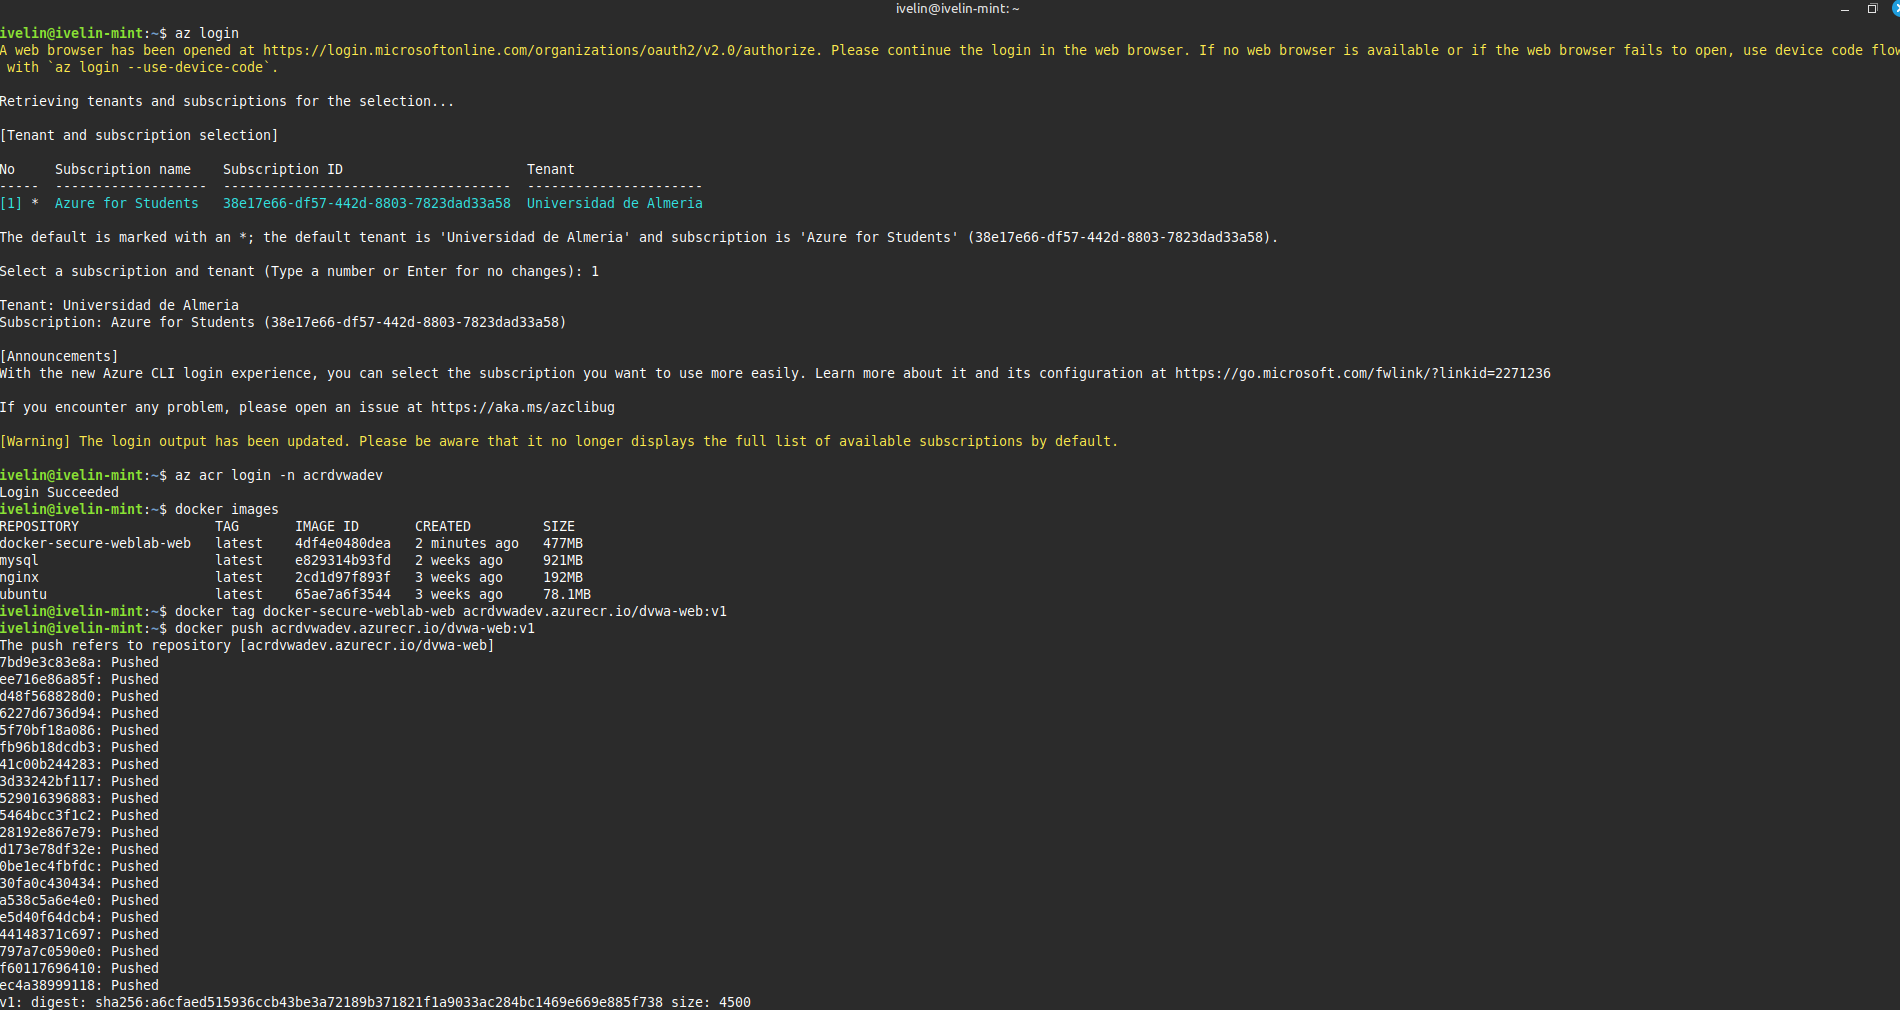 ivelin@ivelin-mint: ~
ivelin@ivelin-mint:~$ az login
A web browser has been opened at https://login.microsoftonline.com/organizations/oauth2/v2.0/authorize. Please continue the login in the web browser. If no web browser is available or if the web browser fails to open, use device code flow
with `az login --use-device-code`.
Retrieving tenants and subscriptions for the selection...
[Tenant and subscription selection]
No     Subscription name    Subscription ID                       Tenant
-----  -------------------  ------------------------------------  ----------------------
[1] *  Azure for Students   38e17e66-df57-442d-8803-7823dad33a58  Universidad de Almeria
The default is marked with an *; the default tenant is 'Universidad de Almeria' and subscription is 'Azure for Students' (38e17e66-df57-442d-8803-7823dad33a58).
Select a subscription and tenant (Type a number or Enter for no changes): 1
Tenant: Universidad de Almeria
Subscription: Azure for Students (38e17e66-df57-442d-8803-7823dad33a58)
[Announcements]
With the new Azure CLI login experience, you can select the subscription you want to use more easily. Learn more about it and its configuration at https://go.microsoft.com/fwlink/?linkid=2271236
If you encounter any problem, please open an issue at https://aka.ms/azclibug
[Warning] The login output has been updated. Please be aware that it no longer displays the full list of available subscriptions by default.
ivelin@ivelin-mint:~$ az acr login -n acrdvwadev
Login Succeeded
ivelin@ivelin-mint:~$ docker images
REPOSITORY                 TAG       IMAGE ID       CREATED         SIZE
docker-secure-weblab-web   latest    4df4e0480dea   2 minutes ago   477MB
mysql                      latest    e829314b93fd   2 weeks ago     921MB
nginx                      latest    2cd1d97f893f   3 weeks ago     192MB
ubuntu                     latest    65ae7a6f3544   3 weeks ago     78.1MB
ivelin@ivelin-mint:~$ docker tag docker-secure-weblab-web acrdvwadev.azurecr.io/dvwa-web:v1
ivelin@ivelin-mint:~$ docker push acrdvwadev.azurecr.io/dvwa-web:v1
The push refers to repository [acrdvwadev.azurecr.io/dvwa-web]
7bd9e3c83e8a: Pushed
ee716e86a85f: Pushed
d48f568828d0: Pushed
6227d6736d94: Pushed
5f70bf18a086: Pushed
fb96b18dcdb3: Pushed
41c00b244283: Pushed
3d33242bf117: Pushed
529016396883: Pushed
5464bcc3f1c2: Pushed
28192e867e79: Pushed
d173e78df32e: Pushed
0be1ec4fbfdc: Pushed
30fa0c430434: Pushed
a538c5a6e4e0: Pushed
e5d40f64dcb4: Pushed
44148371c697: Pushed
797a7c0590e0: Pushed
f60117696410: Pushed
ec4a38999118: Pushed
v1: digest: sha256:a6cfaed515936ccb43be3a72189b371821f1a9033ac284bc1469e669e885f738 size: 4500